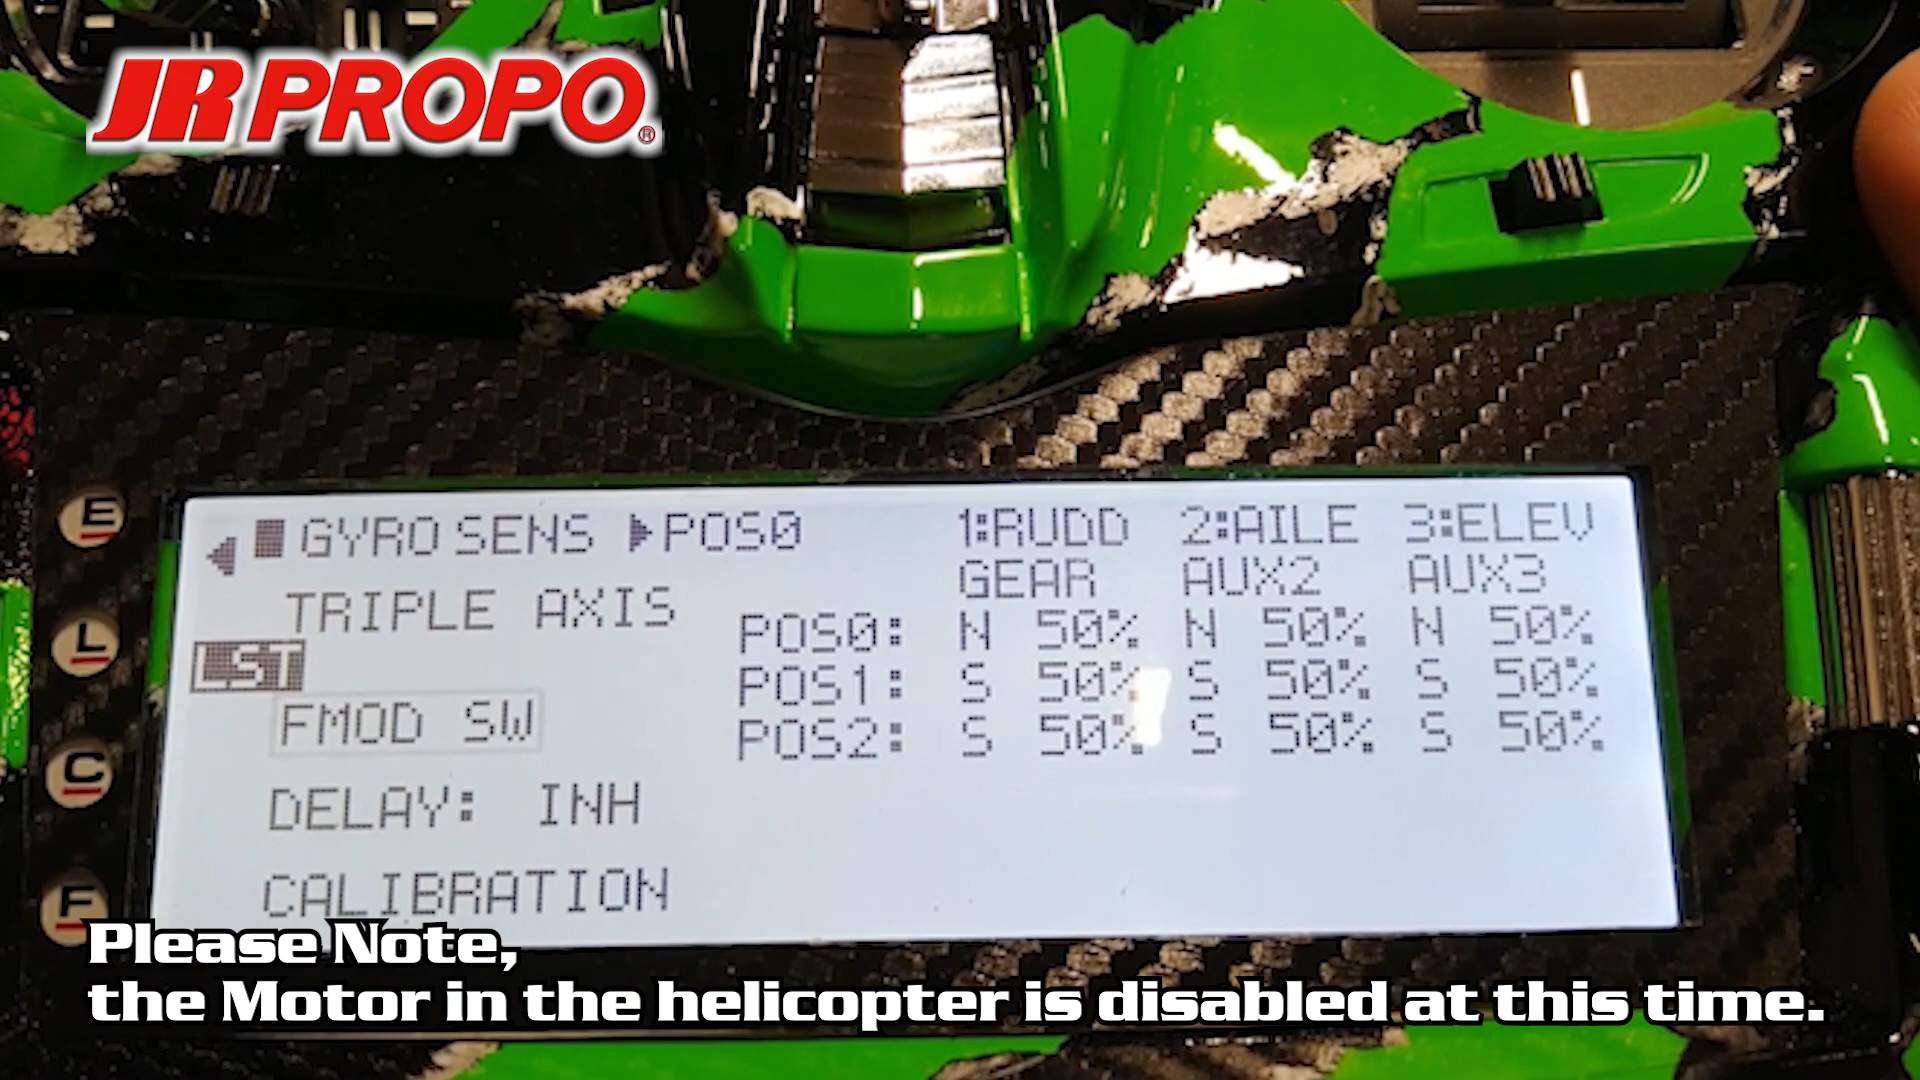 JR PROPO®
GYRO SENS ▶POS0 1:RUDD 2:AILE 3:ELEV
TRIPLE AXIS GEAR AUX2 AUX3
POS0: N 50% N 50% N 50%
LST POS1: S 50% S 50% S 50%
FMOD SW POS2: S 50% S 50% S 50%
DELAY: INH
CALIBRATION
E
L
C
F
Please Note,
the Motor in the helicopter is disabled at this time.